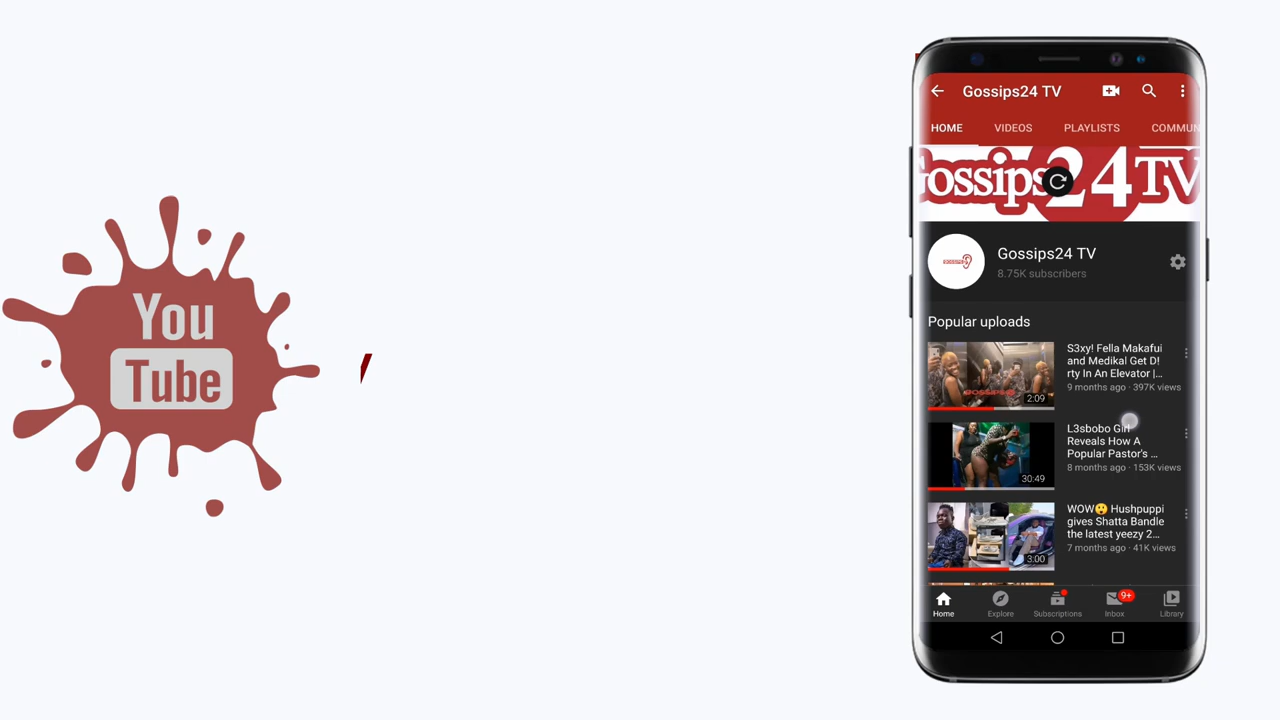 You
Tube
Gossips24 TV
HOME VIDEOS PLAYLISTS COMMUN
Gossips24TV
Gossips24 TV
8.75K subscribers
Popular uploads
S3xy! Fella Makafui
and Medikal Get D!
rty In An Elevator |...
9 months ago · 397K views
2:09
L3sbobo Girl
Reveals How A
Popular Pastor's ...
8 months ago · 153K views
30:49
WOW😲 Hushpuppi
gives Shatta Bandle
the latest yeezy 2...
7 months ago · 41K views
3:00
9+
Home Explore Subscriptions Inbox Library